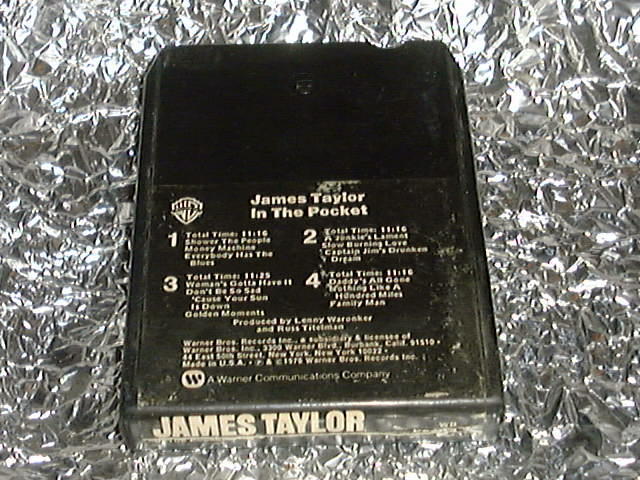 James Taylor
In The Pocket
1 Total Time: 11:16
Shower The People
Money Machine
Everybody Has The
Blues
2 Total Time: 11:16
A Junkie's Lament
Slow Burning Love
Captain Jim's Drunken
Dream
3 Total Time: 11:25
Woman's Gotta Have It
Don't Be So Sad
'Cause Your Sun
Is Down
Golden Moments
4 Total Time: 11:16
Daddy's All Gone
Nothing Like a
Hundred Miles
Family Man
Produced by Lenny Waronker
and Russ Titelman
Warner Bros. Records Inc., a subsidiary & licensee of
Warner Bros. Inc., 3300 Warner Blvd., Burbank, Calif. 91510 •
44 East 50th Street, New York, New York 10022
Made in U.S.A. • ℗ & © 1976 Warner Bros. Records Inc.
A Warner Communications Company
JAMES TAYLOR